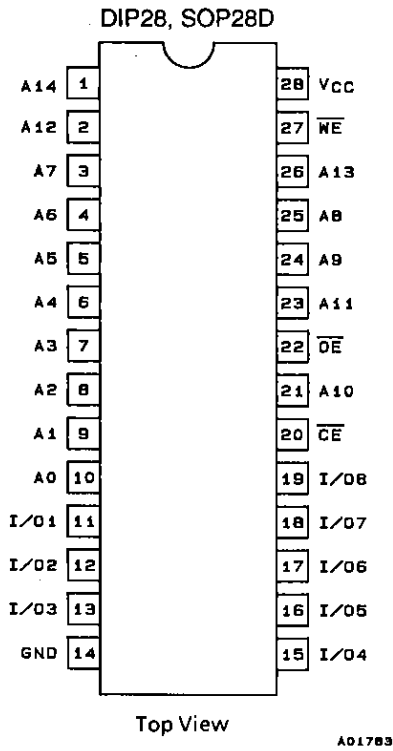 DIP28, SOP28D
A14 1 28 VCC
A12 2 27 WE
A7 3 26 A13
A6 4 25 A8
A5 5 24 A9
A4 6 23 A11
A3 7 22 OE
A2 8 21 A10
A1 9 20 CE
A0 10 19 I/O8
I/O1 11 18 I/O7
I/O2 12 17 I/O6
I/O3 13 16 I/O5
GND 14 15 I/O4
Top View
A01783